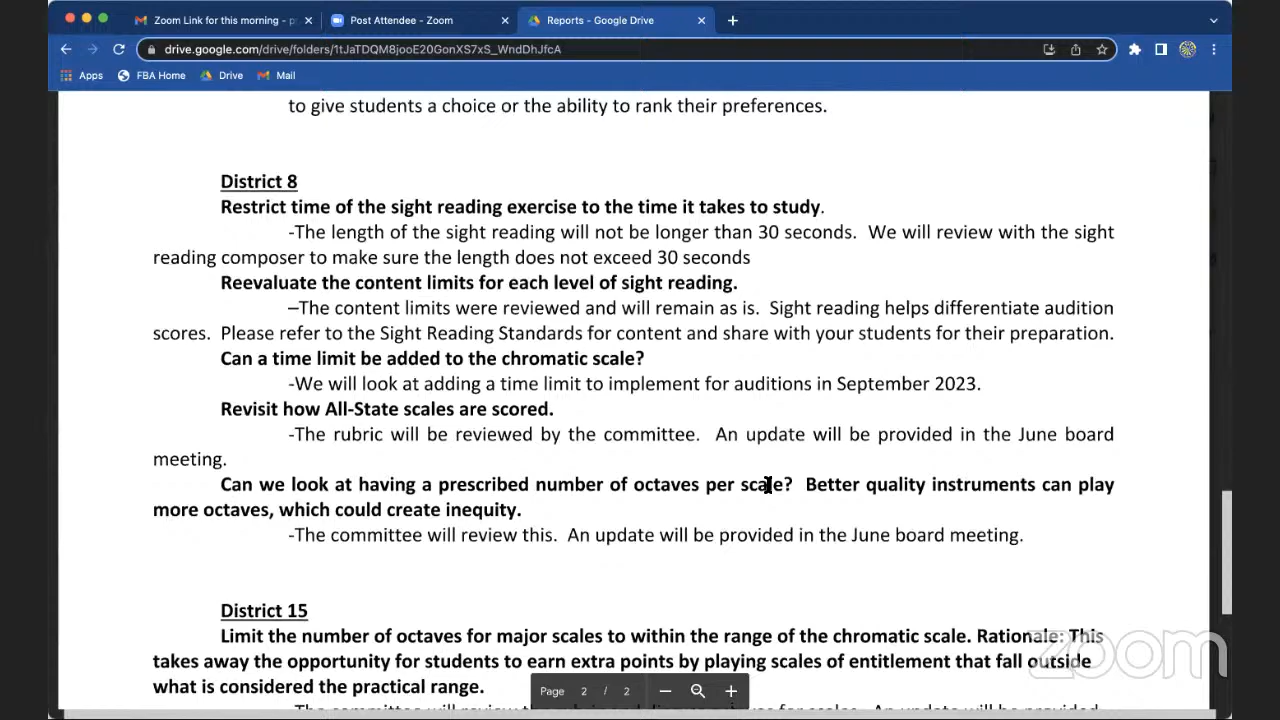 Zoom Link for this morning - p
Post Attendee - Zoom
Reports - Google Drive
drive.google.com/drive/folders/1tJaTDQM8jooE20GonXS7xS_WndDhJfcA
Apps
FBA Home
Drive
Mail
to give students a choice or the ability to rank their preferences.
District 8
Restrict time of the sight reading exercise to the time it takes to study.
-The length of the sight reading will not be longer than 30 seconds. We will review with the sight
reading composer to make sure the length does not exceed 30 seconds
Reevaluate the content limits for each level of sight reading.
–The content limits were reviewed and will remain as is. Sight reading helps differentiate audition
scores. Please refer to the Sight Reading Standards for content and share with your students for their preparation.
Can a time limit be added to the chromatic scale?
-We will look at adding a time limit to implement for auditions in September 2023.
Revisit how All-State scales are scored.
-The rubric will be reviewed by the committee. An update will be provided in the June board
meeting.
Can we look at having a prescribed number of octaves per scale? Better quality instruments can play
more octaves, which could create inequity.
-The committee will review this. An update will be provided in the June board meeting.
District 15
Limit the number of octaves for major scales to within the range of the chromatic scale. Rationale: This
takes away the opportunity for students to earn extra points by playing scales of entitlement that fall outside
what is considered the practical range.
Page 2 / 2
zoom